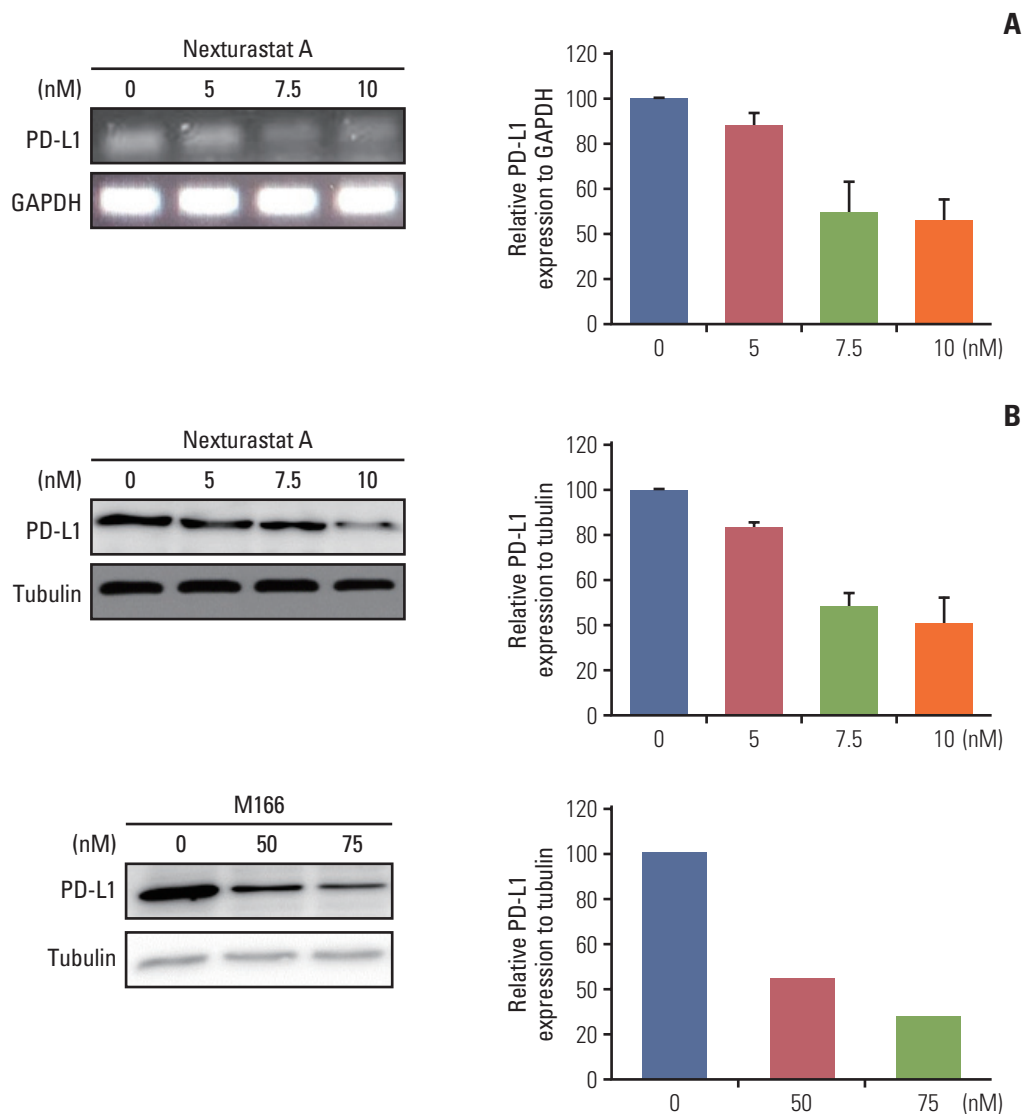 A
Nexturastat A
(nM) 0 5 7.5 10
PD-L1
GAPDH
Relative PD-L1
expression to GAPDH
120
100
80
60
50
20
0
0 5 7.5 10 (nM)
B
Nexturastat A
(nM) 0 5 7.5 10
PD-L1
Tubulin
Relative PD-L1
expression to tubulin
120
100
80
60
50
20
0
0 5 7.5 10 (nM)
M166
(nM) 0 50 75
PD-L1
Tubulin
Relative PD-L1
expression to tubulin
120
100
80
60
50
20
0
0 50 75 (nM)